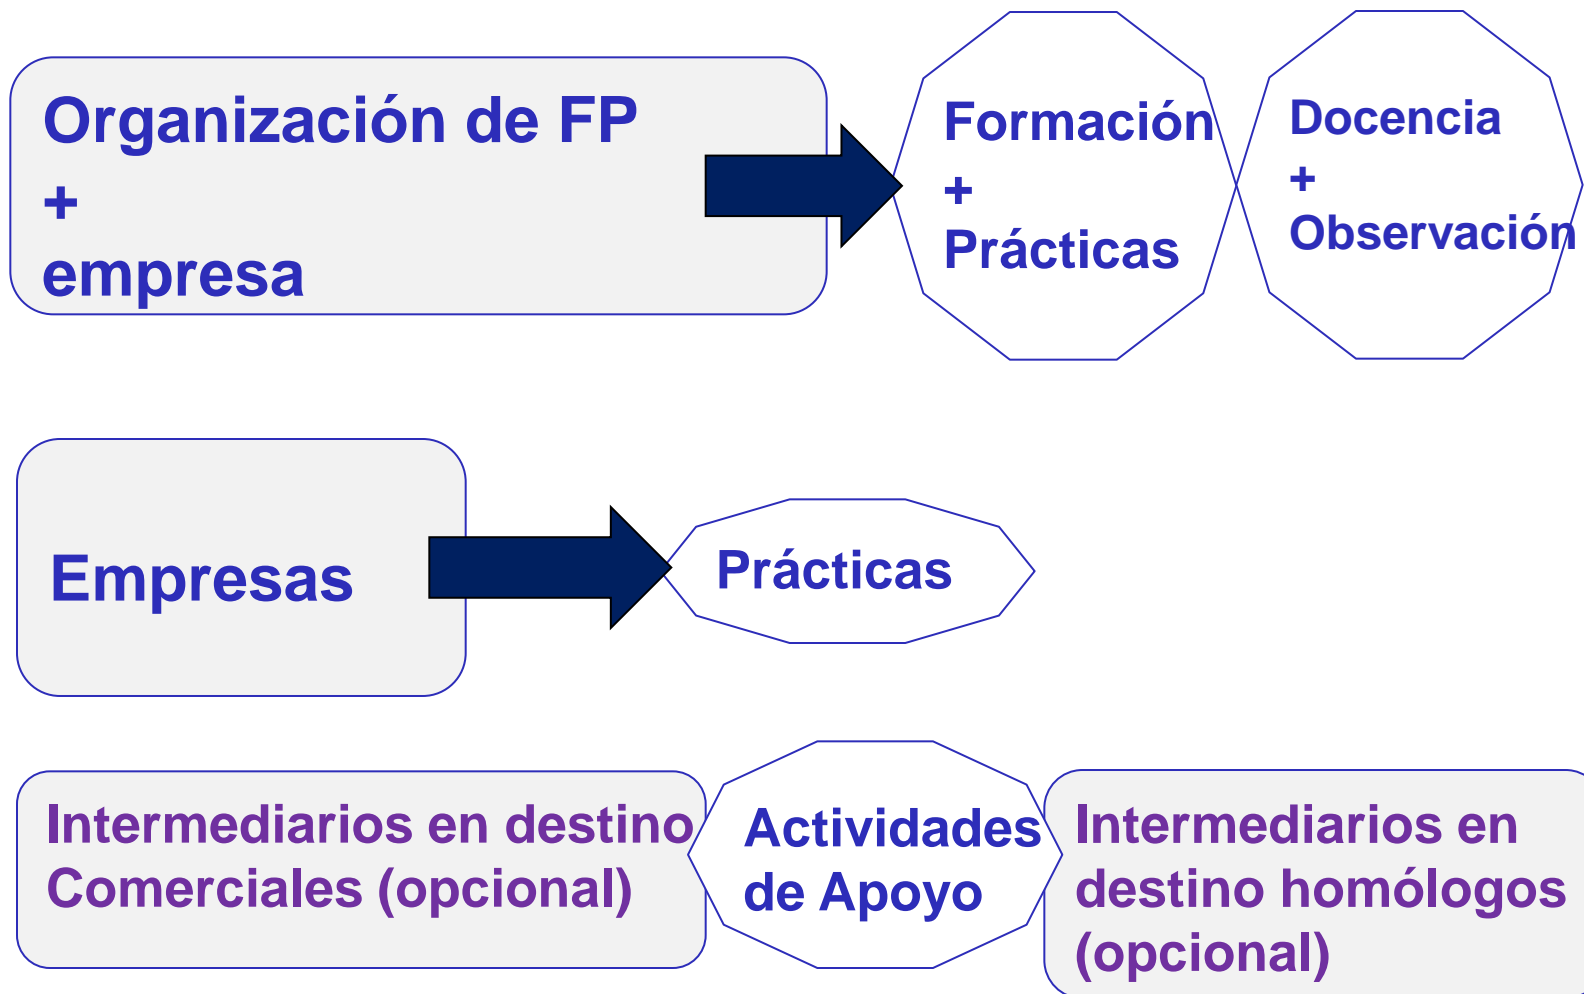 Organización de FP
+
empresa
Formación
+
Prácticas
Docencia
+
Observación
Empresas
Prácticas
Intermediarios en destino
Comerciales (opcional)
Actividades
de Apoyo
Intermediarios en
destino homólogos
(opcional)